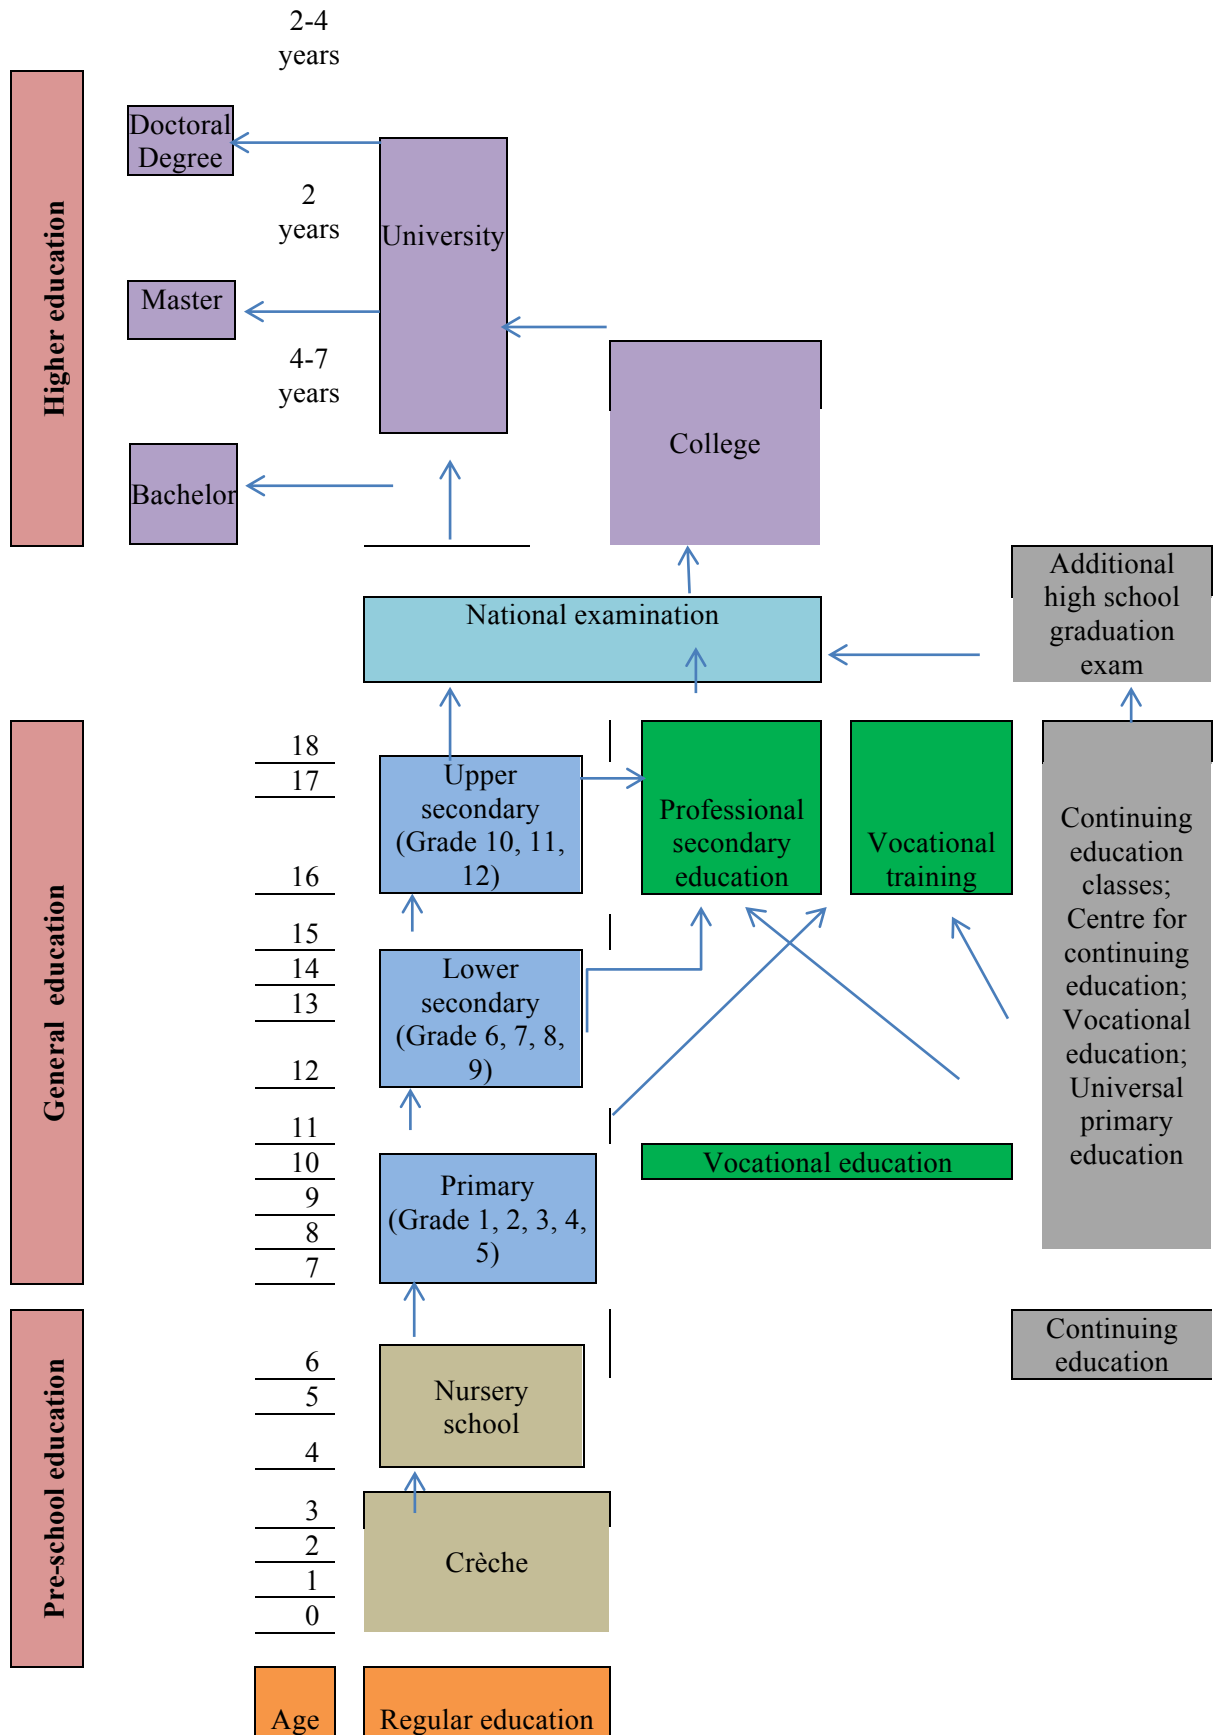 2-4
years
Higher education
Doctoral
Degree
2
years
University
Master
4-7
years
College
Bachelor
Additional
high school
graduation
exam
National examination
General education
18
17
16
15
14
13
12
11
10
9
8
7
Upper
secondary
(Grade 10, 11,
12)
Professional
secondary
education
Vocational
training
Continuing
education
classes;
Centre for
continuing
education;
Vocational
education;
Universal
primary
education
Lower
secondary
(Grade 6, 7, 8,
9)
Vocational education
Primary
(Grade 1, 2, 3, 4,
5)
Pre-school education
Continuing
education
6
5
4
3
2
1
0
Nursery
school
Crèche
Age
Regular education